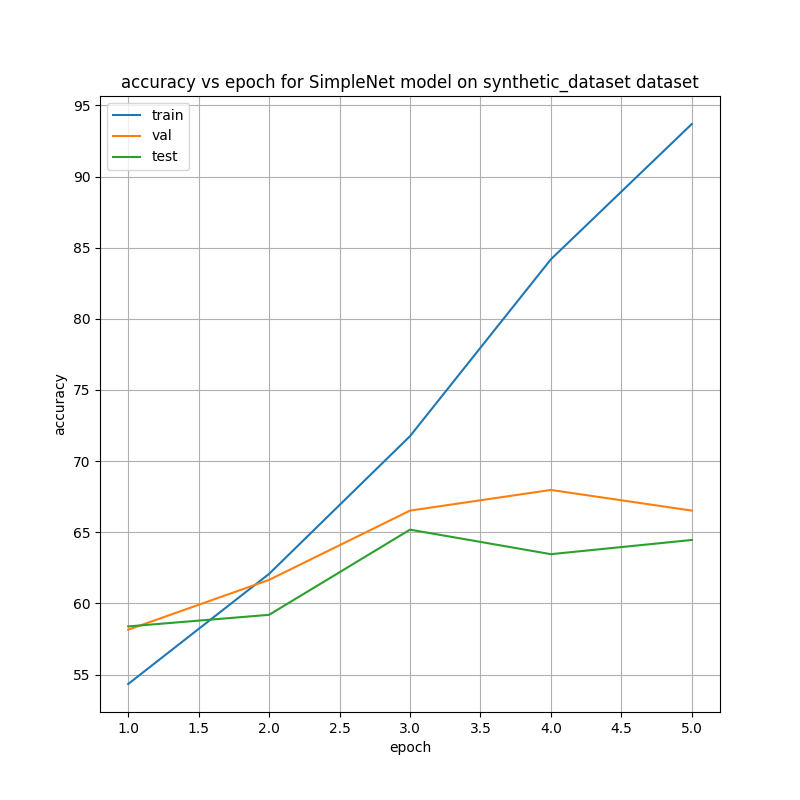 accuracy vs epoch for SimpleNet model on synthetic_dataset dataset
train
val
test
95
90
85
80
75
70
65
60
55
accuracy
1.0 1.5 2.0 2.5 3.0 3.5 4.0 4.5 5.0
epoch